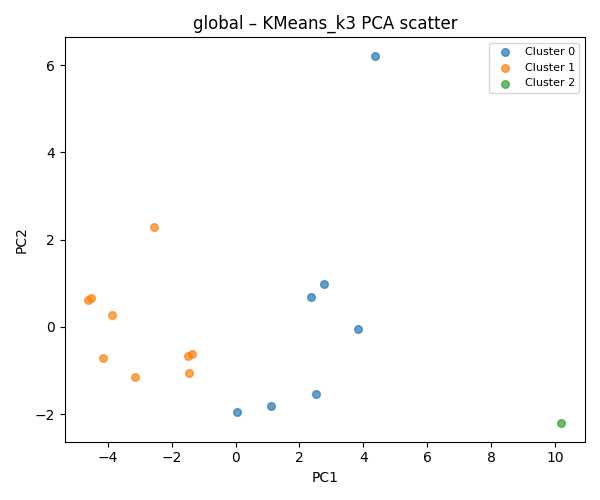 global – KMeans_k3 PCA scatter
Cluster 0
Cluster 1
Cluster 2
PC2
6
4
2
0
−2
−4
−2
0
2
4
6
8
10
PC1